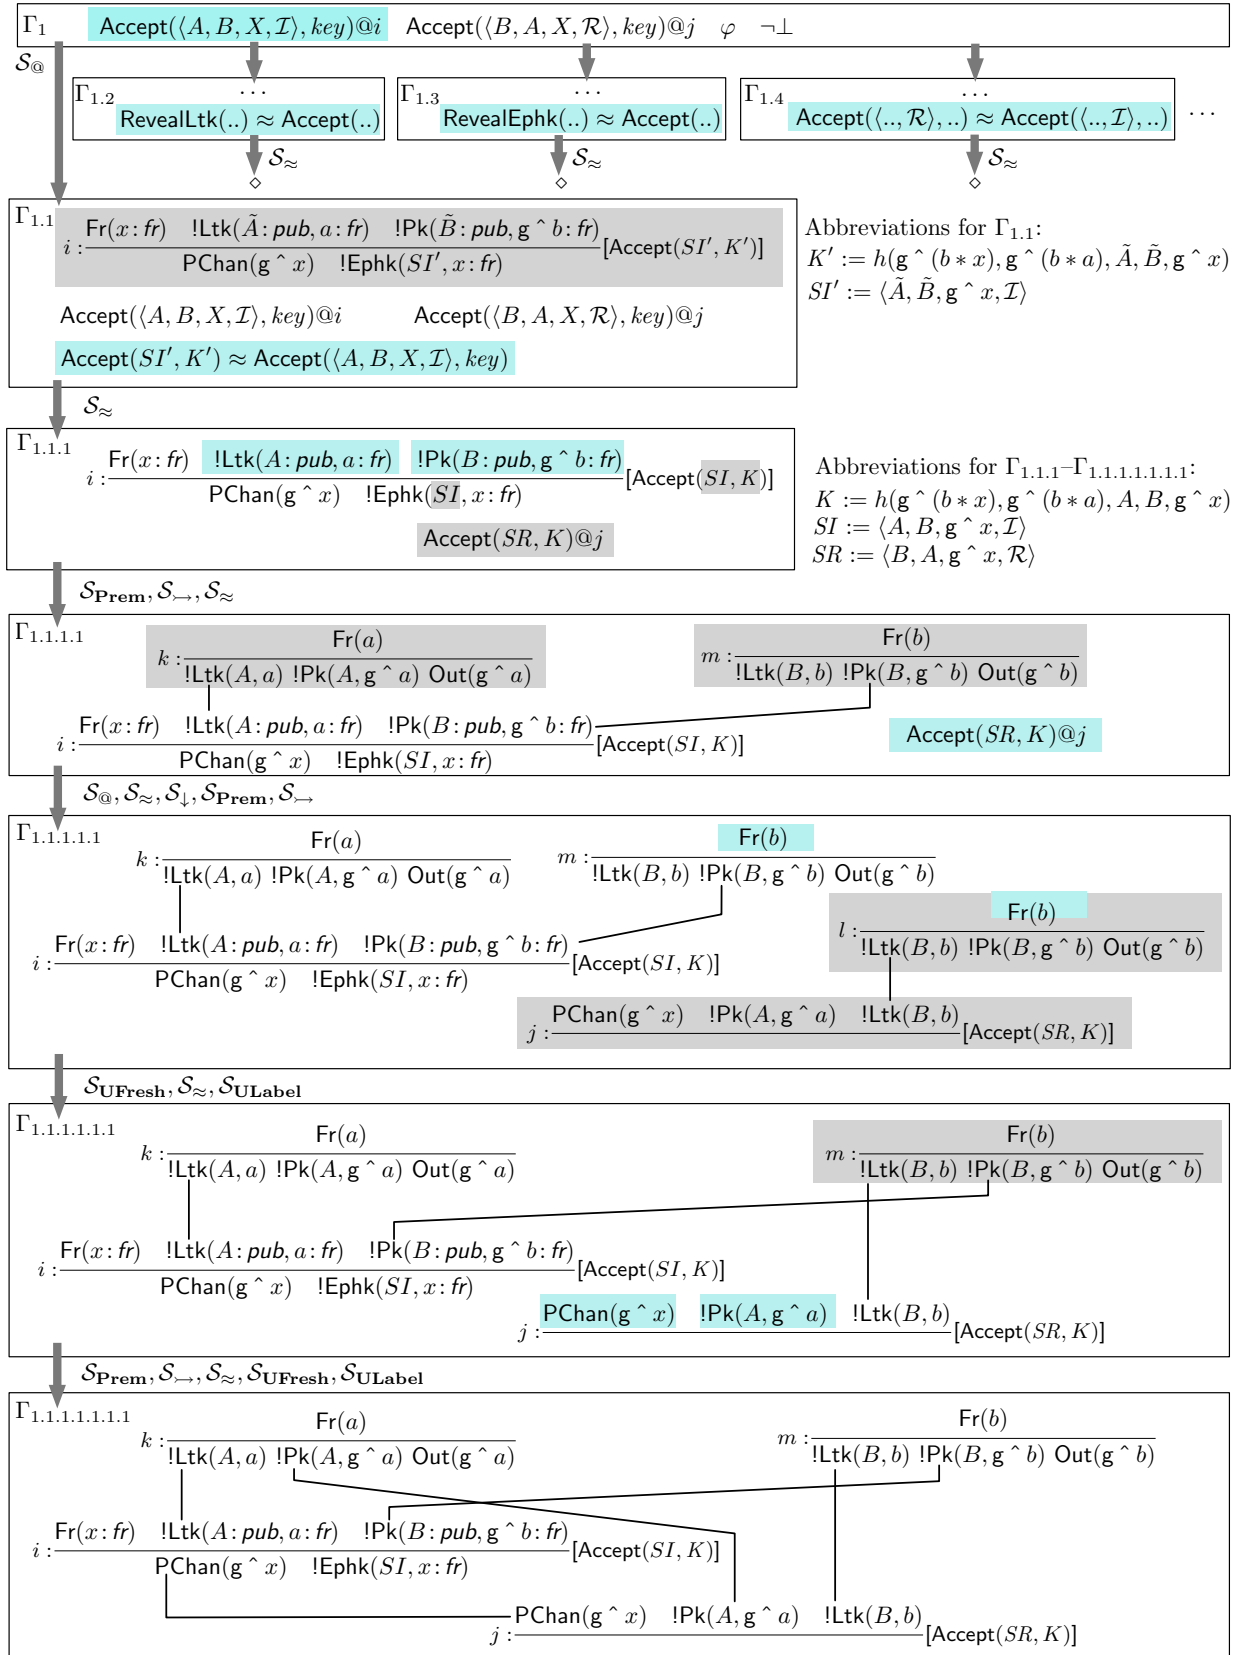 Γ₁ Accept(⟨A, B, X, ℐ⟩, key)@i Accept(⟨B, A, X, ℛ⟩, key)@j φ ¬⊥
𝒮@
Γ₁.₂ ···
RevealLtk(..) ≈ Accept(..)
Γ₁.₃ ···
RevealEphk(..) ≈ Accept(..)
Γ₁.₄ ···
Accept(⟨.., ℛ⟩, ..) ≈ Accept(⟨.., ℐ⟩, ..)
···
𝒮≈ 𝒮≈ 𝒮≈
⋄ ⋄ ⋄
Γ₁.₁
Fr(x : fr) !Ltk(Ã : pub, a : fr) !Pk(B̃ : pub, g ^ b : fr)
i : [Accept(SI′, K′)]
PChan(g ^ x) !Ephk(SI′, x : fr)
Accept(⟨A, B, X, ℐ⟩, key)@i Accept(⟨B, A, X, ℛ⟩, key)@j
Accept(SI′, K′) ≈ Accept(⟨A, B, X, ℐ⟩, key)
Abbreviations for Γ₁.₁:
K′ := h(g ^ (b ∗ x), g ^ (b ∗ a), Ã, B̃, g ^ x)
SI′ := ⟨Ã, B̃, g ^ x, ℐ⟩
𝒮≈
Γ₁.₁.₁
Fr(x : fr) !Ltk(A : pub, a : fr) !Pk(B : pub, g ^ b : fr)
i : [Accept(SI, K)]
PChan(g ^ x) !Ephk(SI, x : fr)
Accept(SR, K)@j
Abbreviations for Γ₁.₁.₁–Γ₁.₁.₁.₁.₁.₁.₁:
K := h(g ^ (b ∗ x), g ^ (b ∗ a), A, B, g ^ x)
SI := ⟨A, B, g ^ x, ℐ⟩
SR := ⟨B, A, g ^ x, ℛ⟩
𝒮Prem, 𝒮↣, 𝒮≈
Γ₁.₁.₁.₁
Fr(a) Fr(b)
k : m :
!Ltk(A, a) !Pk(A, g ^ a) Out(g ^ a) !Ltk(B, b) !Pk(B, g ^ b) Out(g ^ b)
Fr(x : fr) !Ltk(A : pub, a : fr) !Pk(B : pub, g ^ b : fr)
i : [Accept(SI, K)] Accept(SR, K)@j
PChan(g ^ x) !Ephk(SI, x : fr)
𝒮@, 𝒮≈, 𝒮↓, 𝒮Prem, 𝒮↣
Γ₁.₁.₁.₁.₁
Fr(a) Fr(b)
k : m :
!Ltk(A, a) !Pk(A, g ^ a) Out(g ^ a) !Ltk(B, b) !Pk(B, g ^ b) Out(g ^ b)
Fr(b)
l :
!Ltk(B, b) !Pk(B, g ^ b) Out(g ^ b)
Fr(x : fr) !Ltk(A : pub, a : fr) !Pk(B : pub, g ^ b : fr)
i : [Accept(SI, K)]
PChan(g ^ x) !Ephk(SI, x : fr)
PChan(g ^ x) !Pk(A, g ^ a) !Ltk(B, b)
j : [Accept(SR, K)]
𝒮UFresh, 𝒮≈, 𝒮ULabel
Γ₁.₁.₁.₁.₁.₁
Fr(a) Fr(b)
k : m :
!Ltk(A, a) !Pk(A, g ^ a) Out(g ^ a) !Ltk(B, b) !Pk(B, g ^ b) Out(g ^ b)
Fr(x : fr) !Ltk(A : pub, a : fr) !Pk(B : pub, g ^ b : fr)
i : [Accept(SI, K)]
PChan(g ^ x) !Ephk(SI, x : fr)
PChan(g ^ x) !Pk(A, g ^ a) !Ltk(B, b)
j : [Accept(SR, K)]
𝒮Prem, 𝒮↣, 𝒮≈, 𝒮UFresh, 𝒮ULabel
Γ₁.₁.₁.₁.₁.₁.₁
Fr(a) Fr(b)
k : m :
!Ltk(A, a) !Pk(A, g ^ a) Out(g ^ a) !Ltk(B, b) !Pk(B, g ^ b) Out(g ^ b)
Fr(x : fr) !Ltk(A : pub, a : fr) !Pk(B : pub, g ^ b : fr)
i : [Accept(SI, K)]
PChan(g ^ x) !Ephk(SI, x : fr)
PChan(g ^ x) !Pk(A, g ^ a) !Ltk(B, b)
j : [Accept(SR, K)]